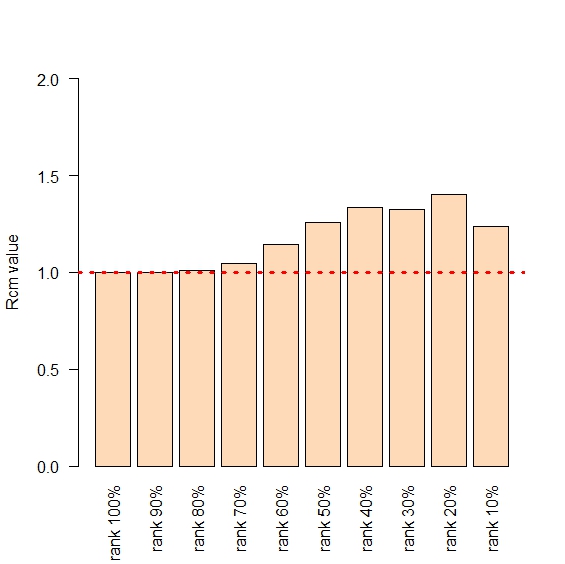 2.0
1.5
1.0
0.5
0.0
Rcm value
rank 100%
rank 90%
rank 80%
rank 70%
rank 60%
rank 50%
rank 40%
rank 30%
rank 20%
rank 10%